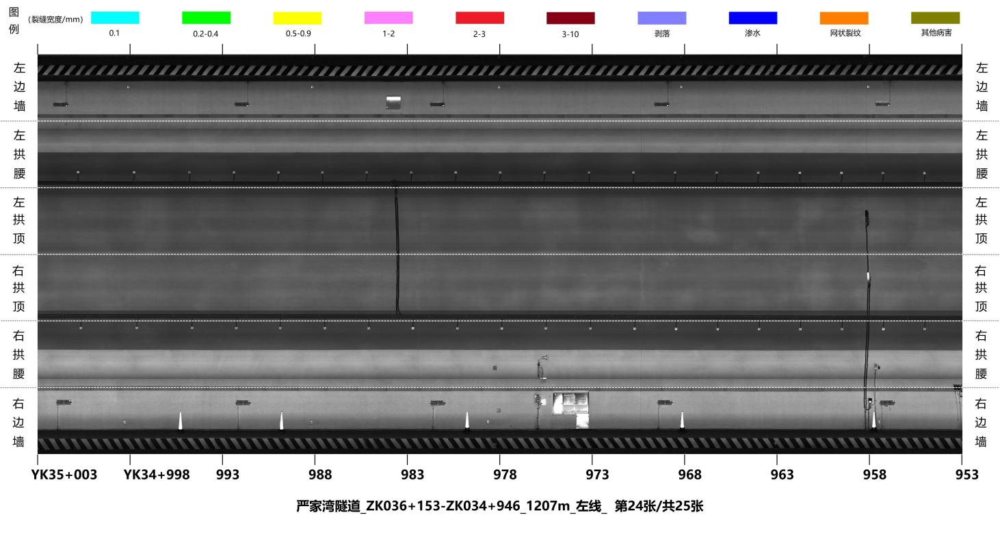 图例 (裂缝宽度/mm) 0.1 0.2-0.4 0.5-0.9 1-2 2-3 3-10 剥落 渗水 网状裂纹 其他病害
左边墙 左边墙
左拱腰 左拱腰
左拱顶 左拱顶
右拱顶 右拱顶
右拱腰 右拱腰
右边墙 右边墙
YK35+003 YK34+998 993 988 983 978 973 968 963 958 953
严家湾隧道_ZK036+153-ZK034+946_1207m_左线_ 第24张/共25张